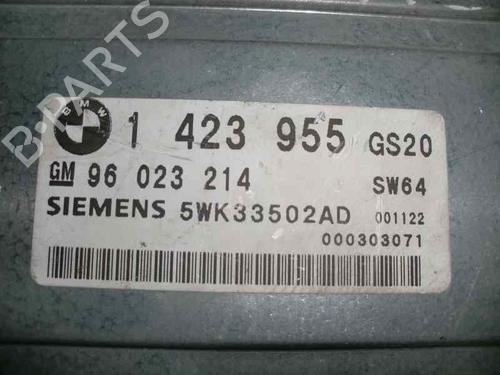 BMW 1 423 955 GS20
GM 96 023 214 SW64
SIEMENS 5WK33502AD 001122
000303071
B-PARTS